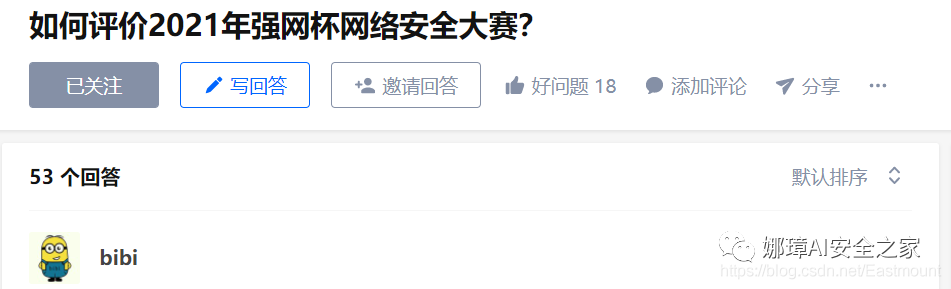 如何评价2021年强网杯网络安全大赛?
已关注 写回答 邀请回答 好问题 18 添加评论 分享 ···
53 个回答 默认排序
bibi
娜璋AI安全之家
https://blog.csdn.net/Eastmount